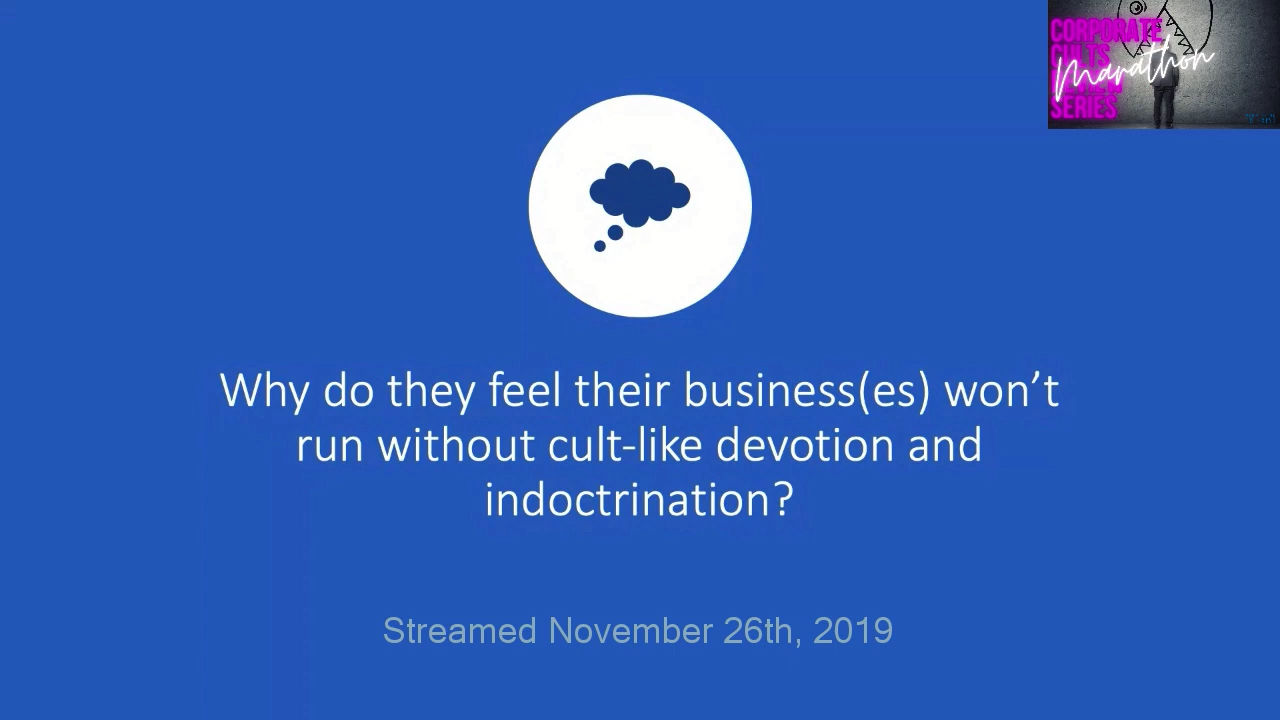 CORPORATE
CULTS
Marathon
SERIES
Why do they feel their business(es) won’t
run without cult-like devotion and
indoctrination?
Streamed November 26th, 2019